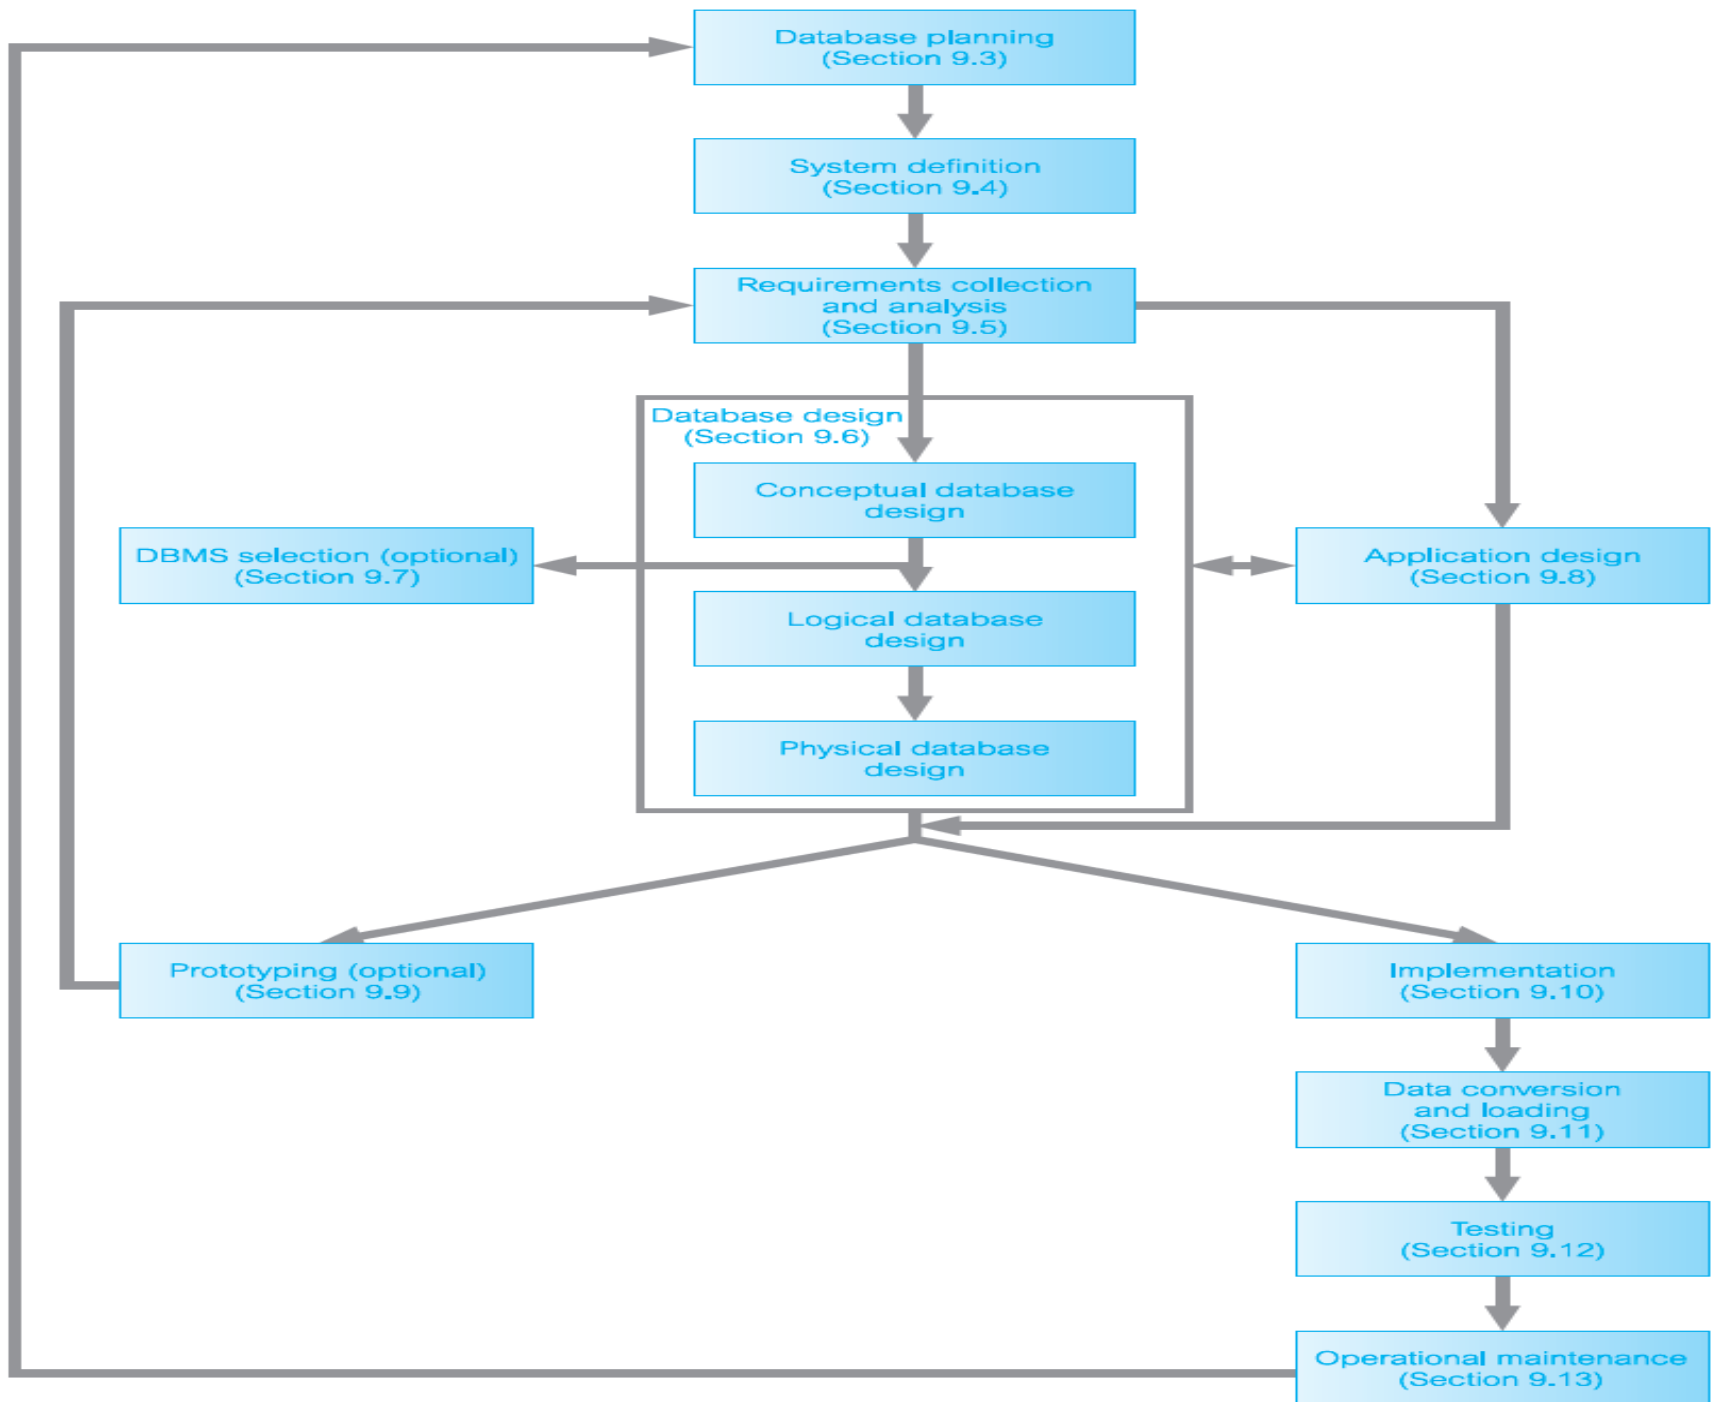 Database planning
(Section 9.3)
System definition
(Section 9.4)
Requirements collection
and analysis
(Section 9.5)
Database design
(Section 9.6)
Conceptual database
design
DBMS selection (optional)
(Section 9.7)
Application design
(Section 9.8)
Logical database
design
Physical database
design
Prototyping (optional)
(Section 9.9)
Implementation
(Section 9.10)
Data conversion
and loading
(Section 9.11)
Testing
(Section 9.12)
Operational maintenance
(Section 9.13)